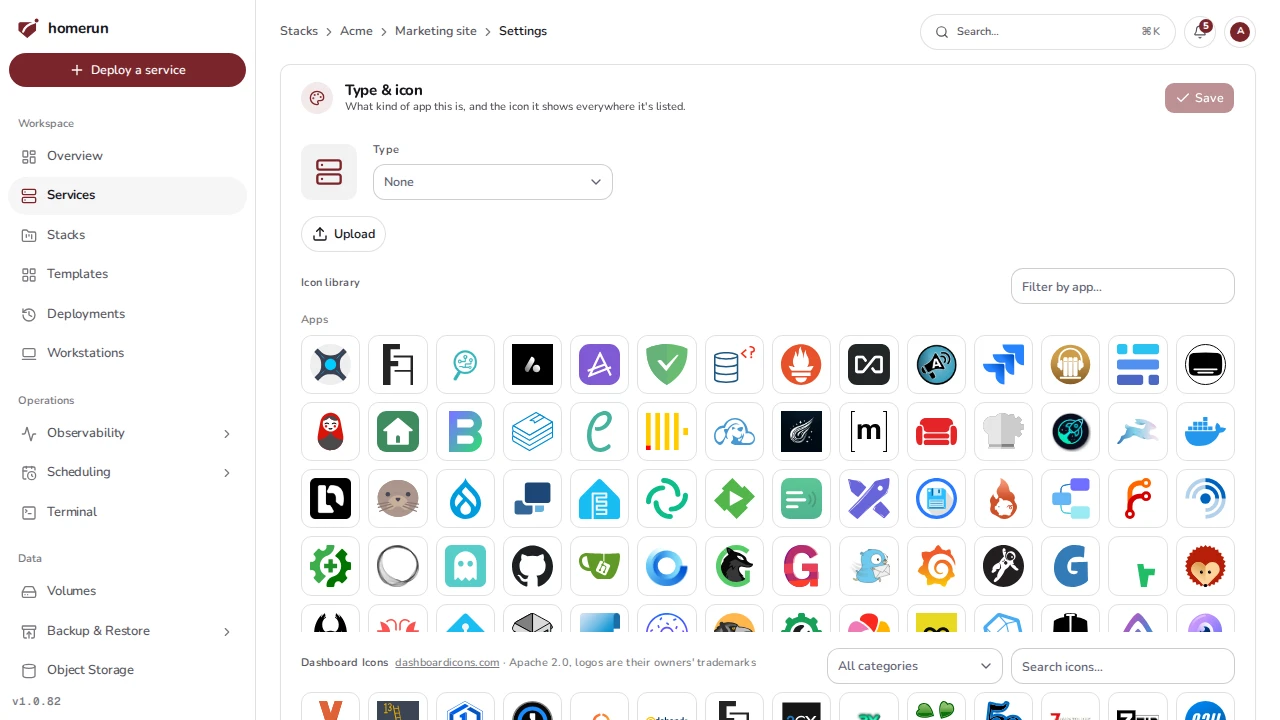 homerun
Stacks > Acme > Marketing site > Settings
Search...
⌘K
5
A
Deploy a service
Workspace
Overview
Services
Stacks
Templates
Deployments
Workstations
Operations
Observability
Scheduling
Terminal
Data
Volumes
Backup & Restore
Object Storage
v1.0.82
Type & icon
What kind of app this is, and the icon it shows everywhere it's listed.
Save
Type
None
Upload
Icon library
Filter by app...
Apps
Dashboard Icons dashboardicons.com · Apache 2.0, logos are their owners' trademarks
All categories
Search icons...